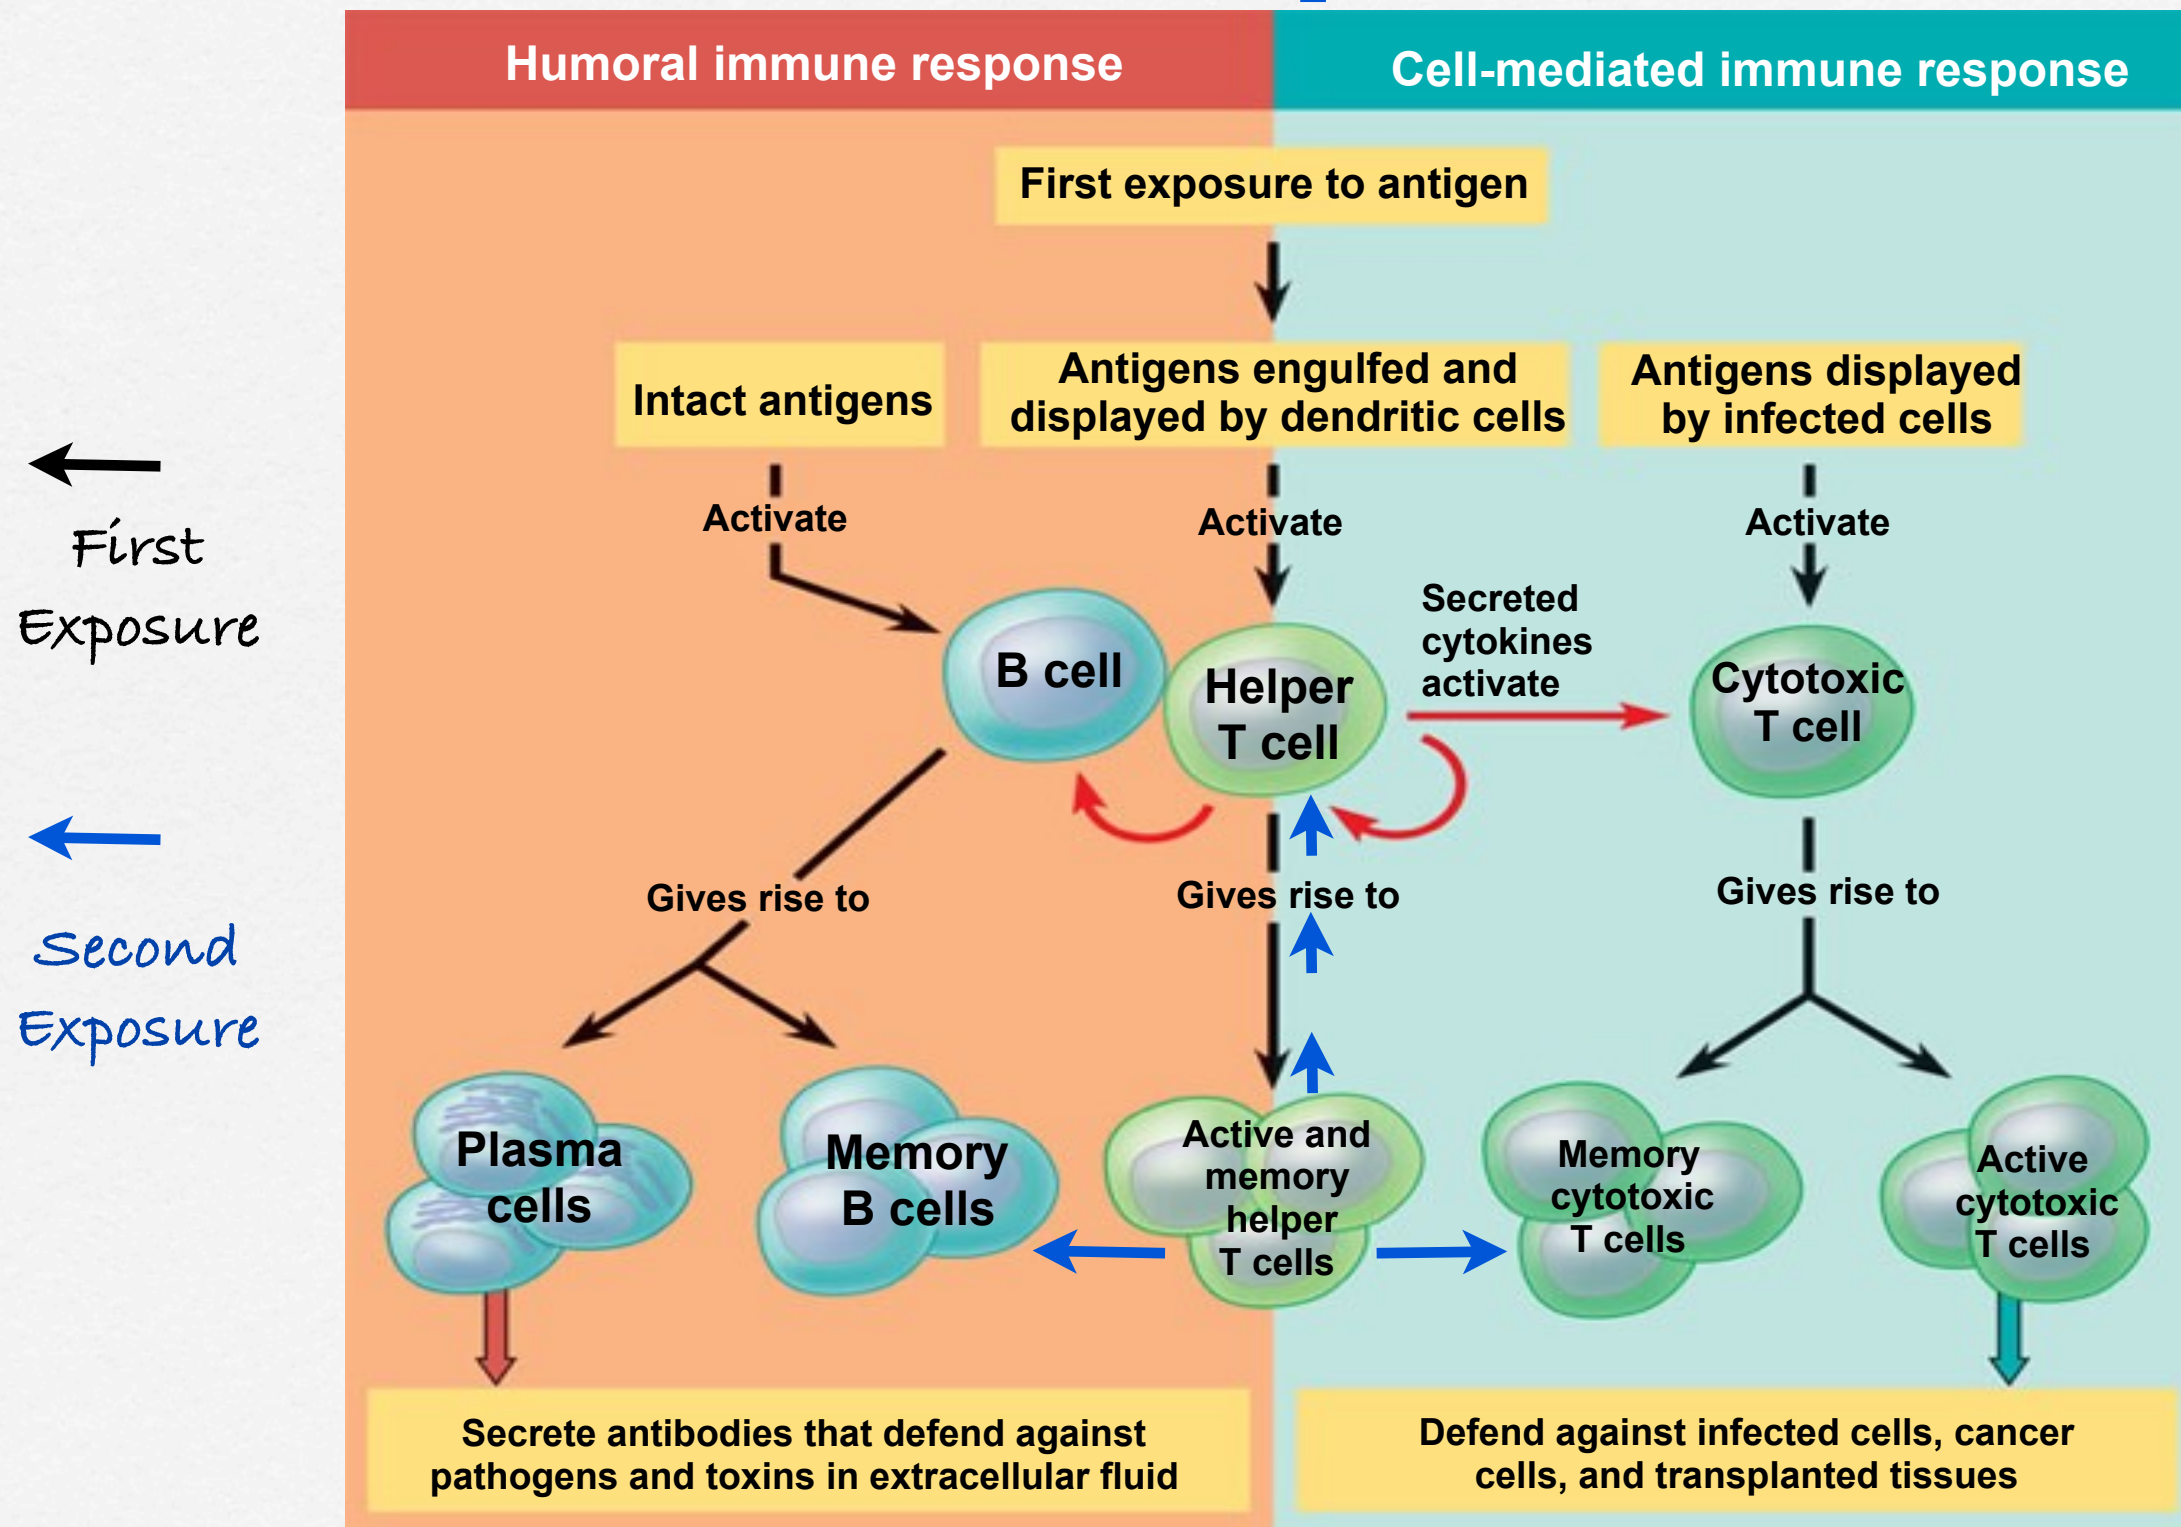 Humoral immune response
Cell-mediated immune response
First exposure to antigen
Intact antigens
Antigens engulfed and
displayed by dendritic cells
Antigens displayed
by infected cells
Activate
Activate
Activate
First
Exposure
Secreted
cytokines
activate
B cell
Helper
T cell
Cytotoxic
T cell
Gives rise to
Gives rise to
Gives rise to
Second
Exposure
Plasma
cells
Memory
B cells
Active and
memory
helper
T cells
Memory
cytotoxic
T cells
Active
cytotoxic
T cells
Secrete antibodies that defend against
pathogens and toxins in extracellular fluid
Defend against infected cells, cancer
cells, and transplanted tissues